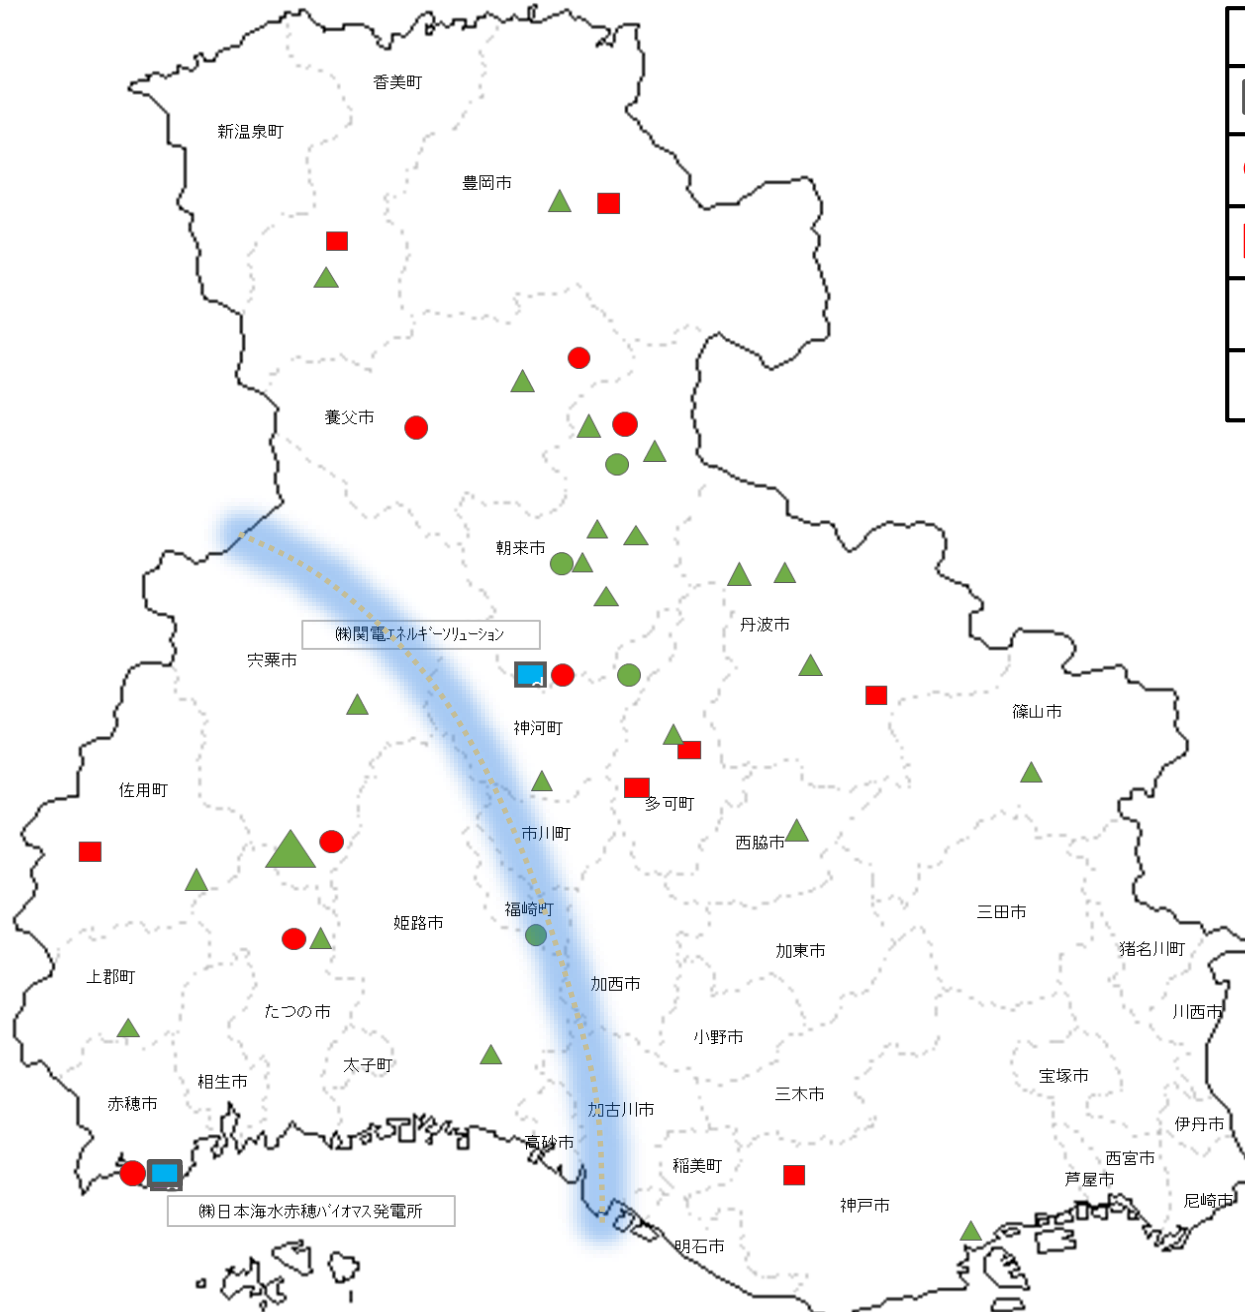 香美町
新温泉町
豊岡市
養父市
朝来市
丹波市
㈱関電エネルギーソリューション
宍粟市
篠山市
神河町
佐用町
多可町
市川町
西脇市
福崎町
三田市
姫路市
加東市
猪名川町
上郡町
加西市
たつの市
川西市
小野市
太子町
宝塚市
相生市
三木市
赤穂市
加古川市
伊丹市
高砂市
西宮市
稲美町
芦屋市
神戸市
尼崎市
㈱日本海水赤穂バイオマス発電所
明石市